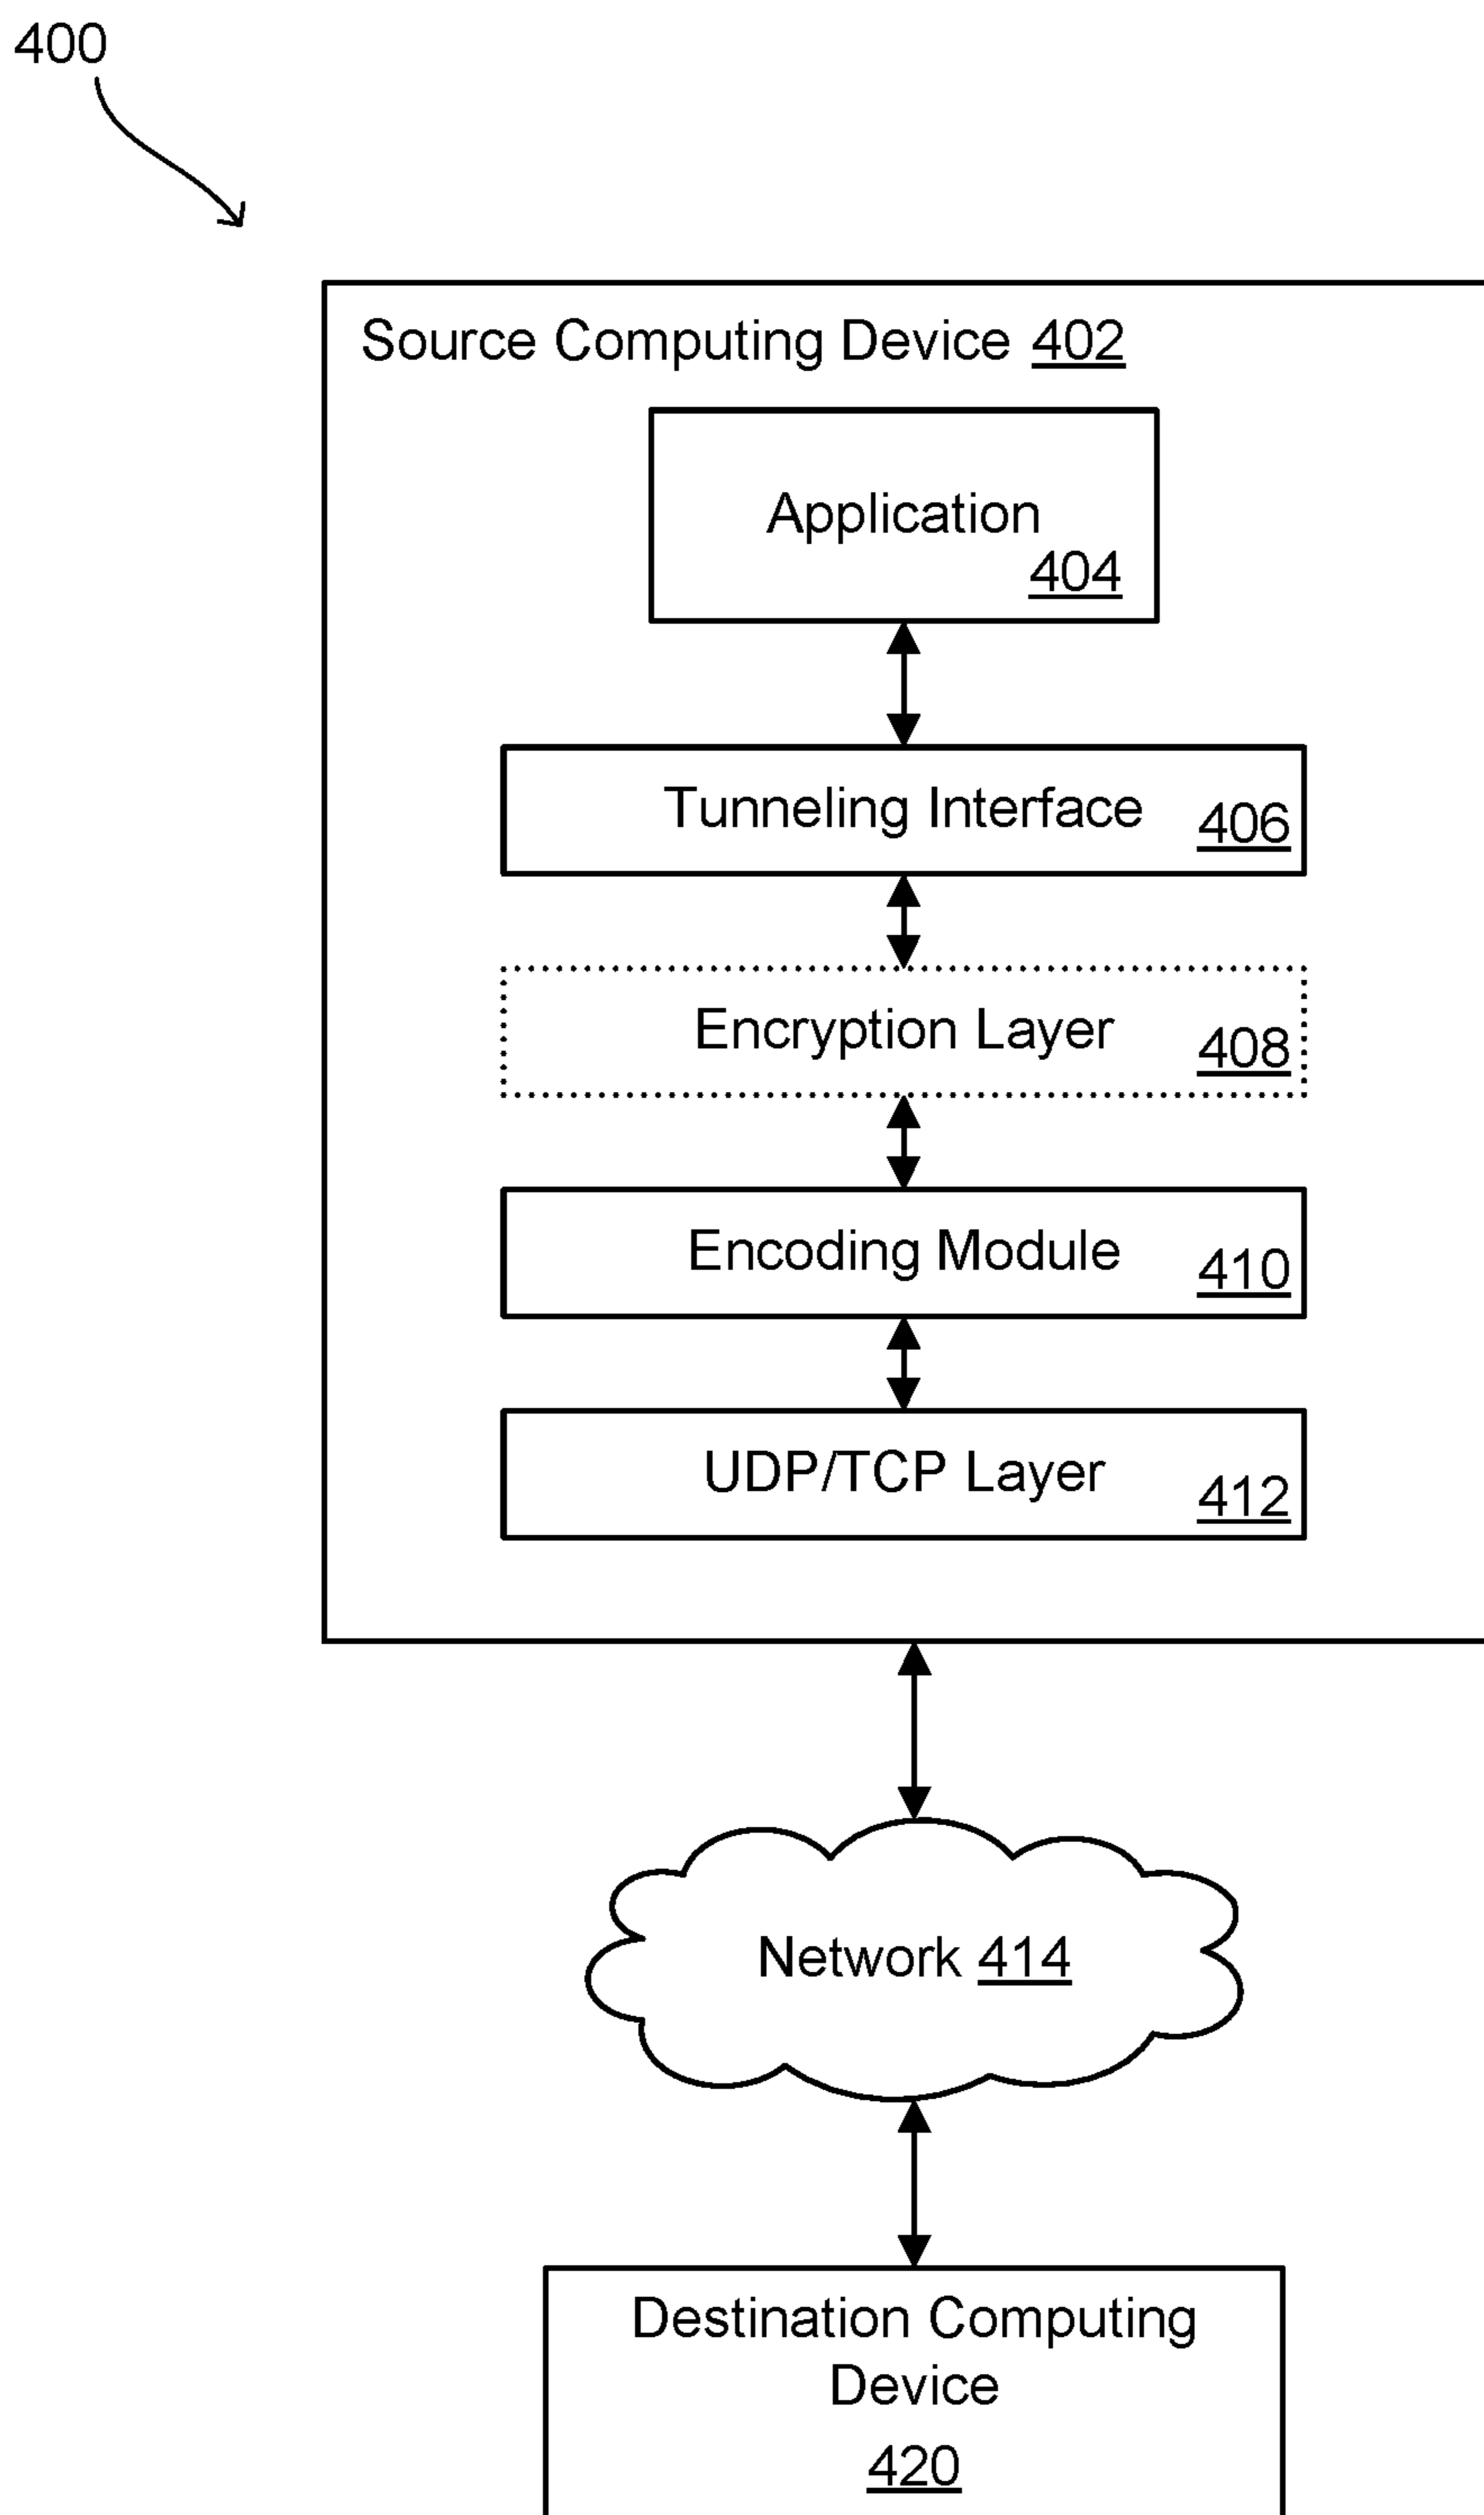 400
Source Computing Device 402
Application
404
Tunneling Interface 406
Encryption Layer 408
Encoding Module 410
UDP/TCP Layer 412
Network 414
Destination Computing
Device
420